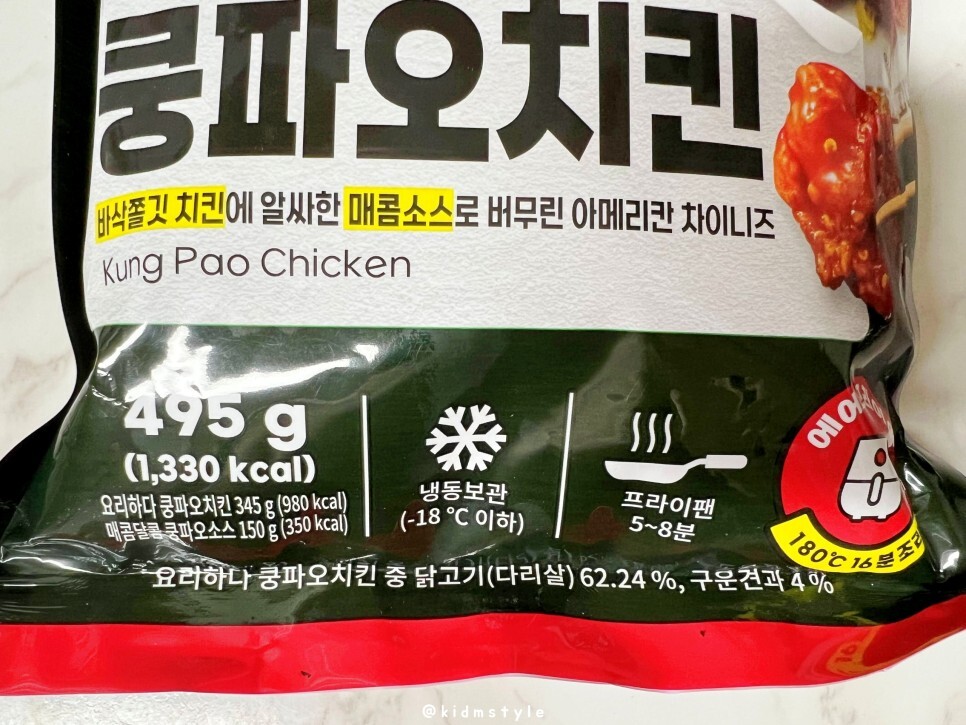 쿵파오치킨
바삭쫄깃 치킨에 알싸한 매콤소스로 버무린 아메리칸 차이니즈
Kung Pao Chicken
495 g
(1,330 kcal)
요리하다 쿵파오치킨 345 g (980 kcal)
매콤달콤 쿵파오소스 150 g (350 kcal)
냉동보관
(-18 ℃ 이하)
프라이팬
5~8분
180℃ 16분
요리하다 쿵파오치킨 중 닭고기(다리살) 62.24 %, 구운견과 4 %
@kidmstyle